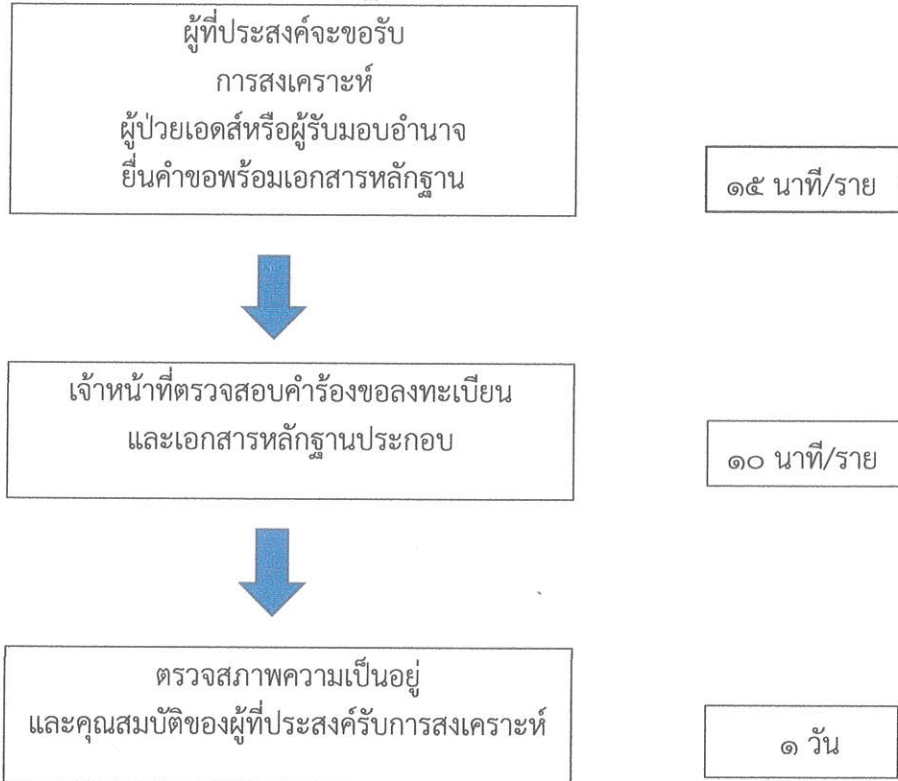 ผู้ที่ประสงค์จะขอรับ
การสงเคราะห์
ผู้ป่วยเอดส์หรือผู้รับมอบอำนาจ
ยื่นคำขอพร้อมเอกสารหลักฐาน
๑๕ นาที/ราย
เจ้าหน้าที่ตรวจสอบคำร้องขอลงทะเบียน
และเอกสารหลักฐานประกอบ
๑๐ นาที/ราย
ตรวจสภาพความเป็นอยู่
และคุณสมบัติของผู้ที่ประสงค์รับการสงเคราะห์
๑ วัน